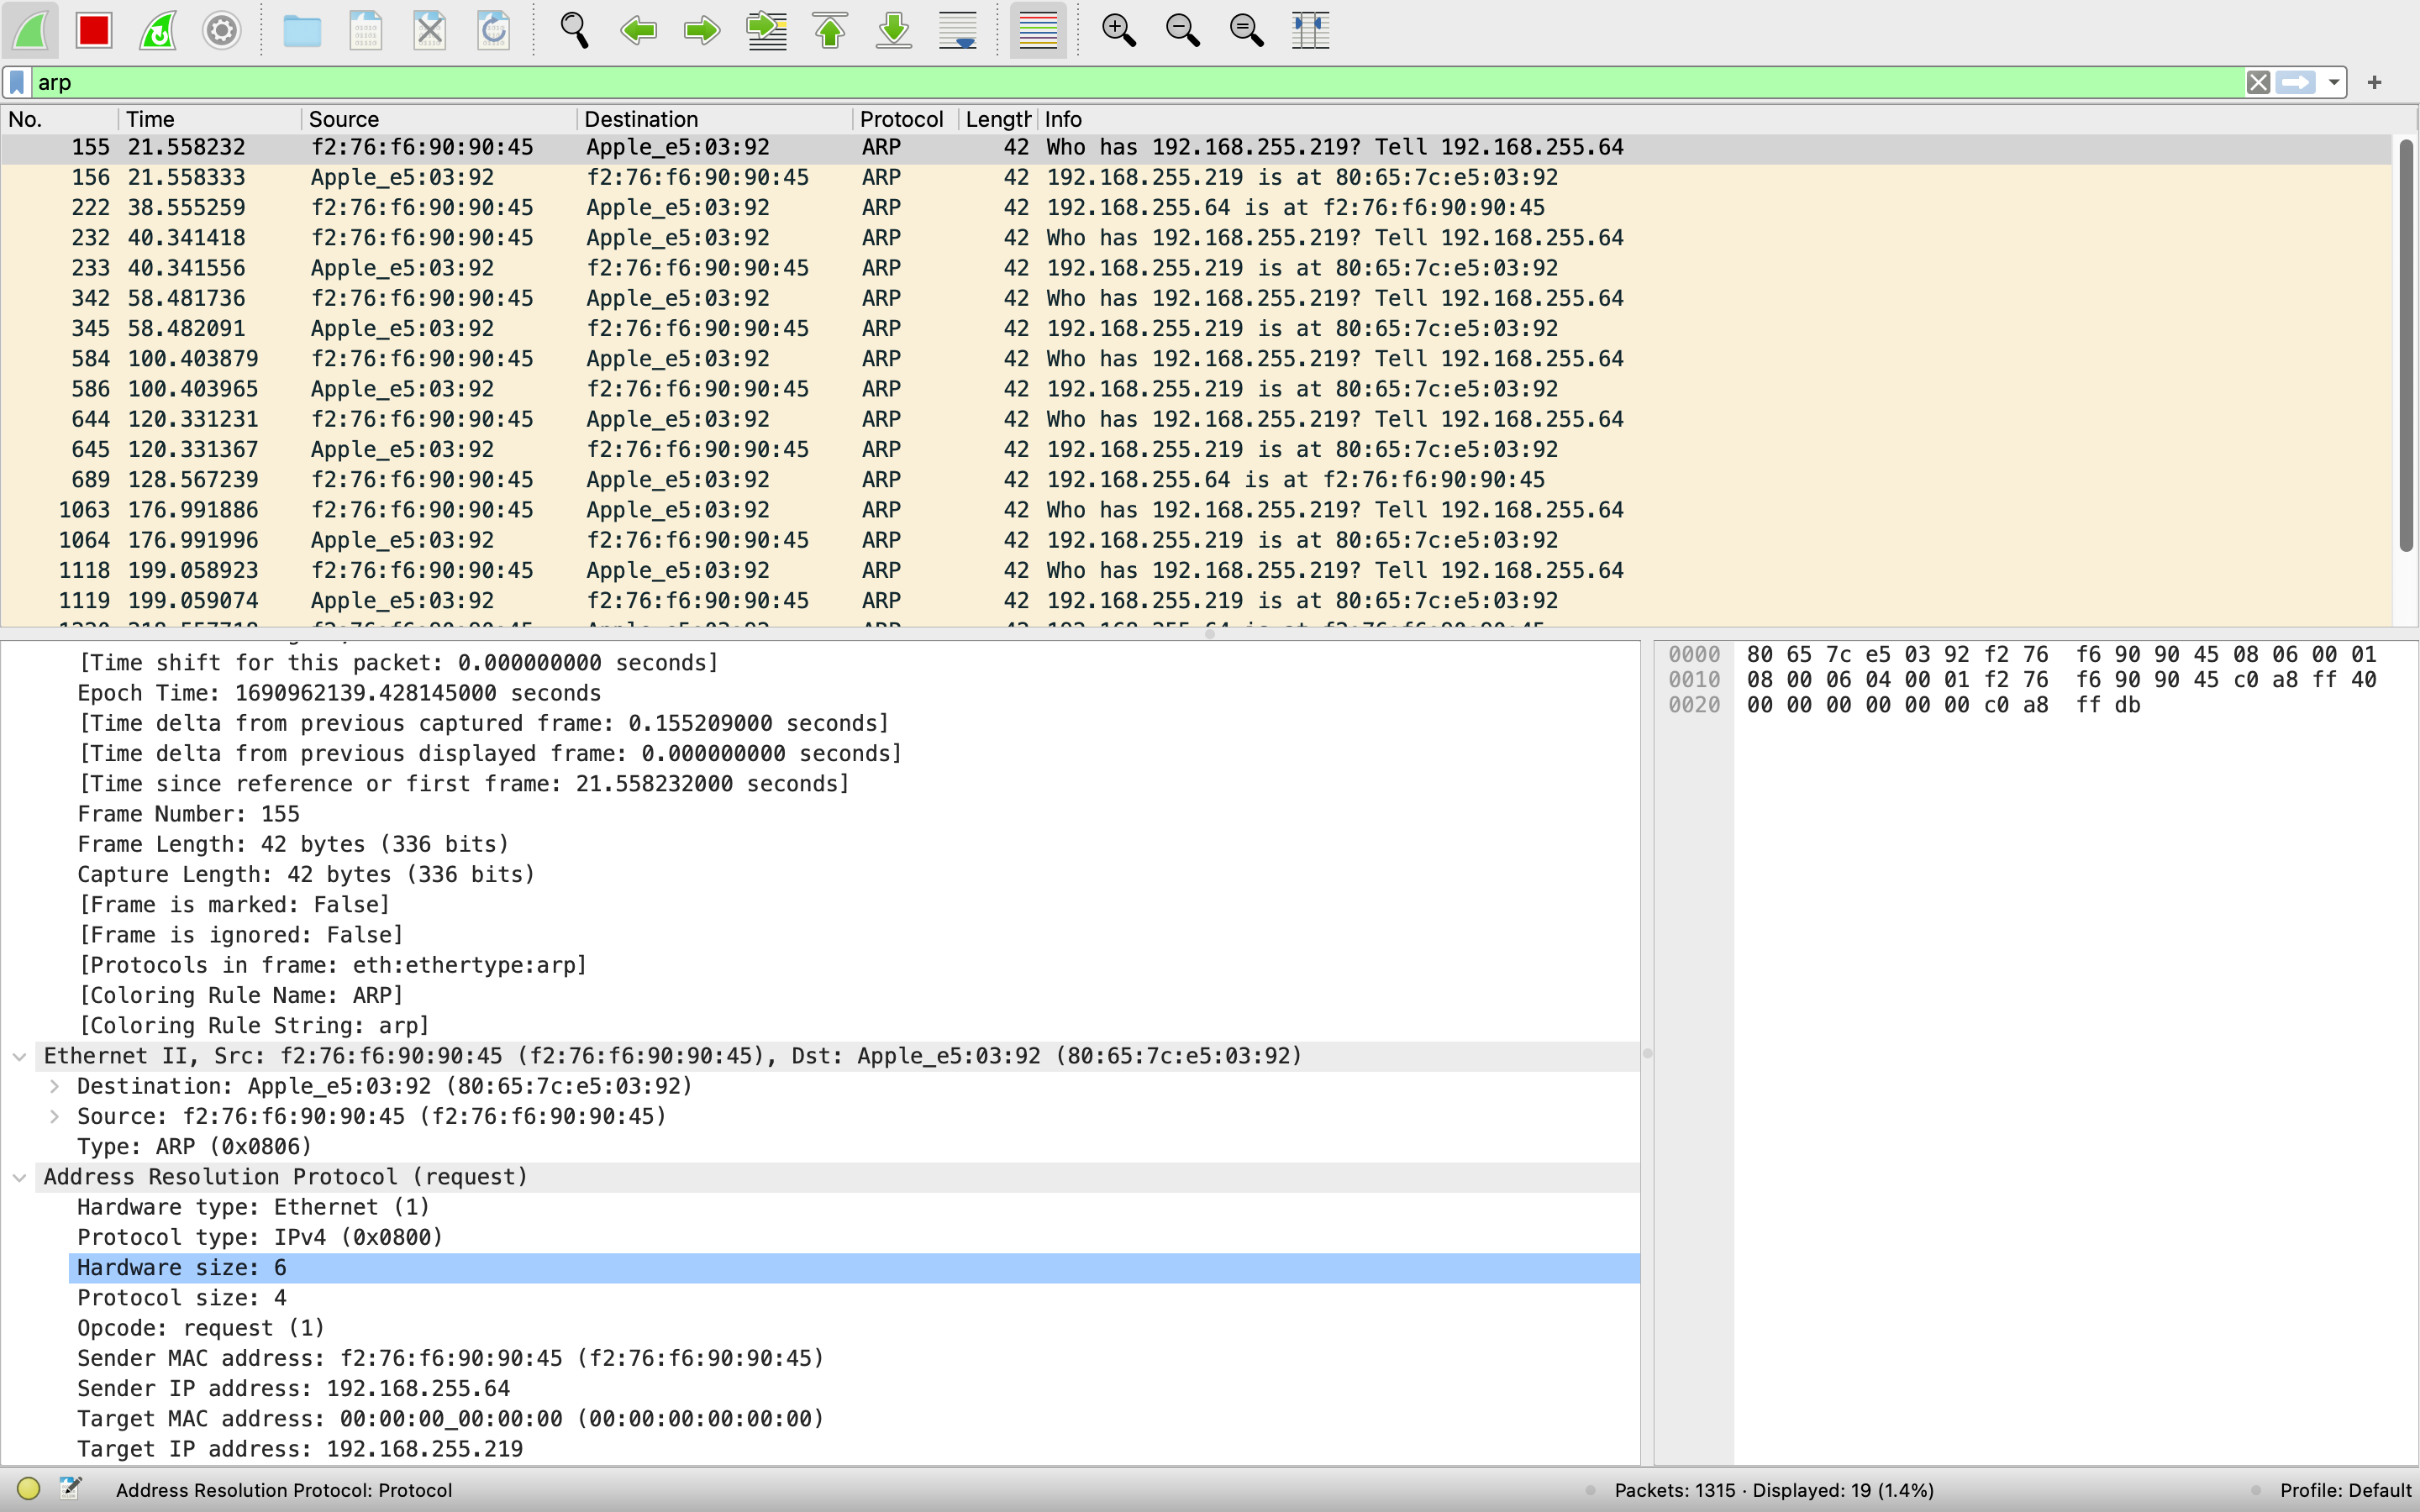 arp
No. Time Source Destination Protocol Length Info
155 21.558232 f2:76:f6:90:90:45 Apple_e5:03:92 ARP 42 Who has 192.168.255.219? Tell 192.168.255.64
156 21.558333 Apple_e5:03:92 f2:76:f6:90:90:45 ARP 42 192.168.255.219 is at 80:65:7c:e5:03:92
222 38.555259 f2:76:f6:90:90:45 Apple_e5:03:92 ARP 42 192.168.255.64 is at f2:76:f6:90:90:45
232 40.341418 f2:76:f6:90:90:45 Apple_e5:03:92 ARP 42 Who has 192.168.255.219? Tell 192.168.255.64
233 40.341556 Apple_e5:03:92 f2:76:f6:90:90:45 ARP 42 192.168.255.219 is at 80:65:7c:e5:03:92
342 58.481736 f2:76:f6:90:90:45 Apple_e5:03:92 ARP 42 Who has 192.168.255.219? Tell 192.168.255.64
345 58.482091 Apple_e5:03:92 f2:76:f6:90:90:45 ARP 42 192.168.255.219 is at 80:65:7c:e5:03:92
584 100.403879 f2:76:f6:90:90:45 Apple_e5:03:92 ARP 42 Who has 192.168.255.219? Tell 192.168.255.64
586 100.403965 Apple_e5:03:92 f2:76:f6:90:90:45 ARP 42 192.168.255.219 is at 80:65:7c:e5:03:92
644 120.331231 f2:76:f6:90:90:45 Apple_e5:03:92 ARP 42 Who has 192.168.255.219? Tell 192.168.255.64
645 120.331367 Apple_e5:03:92 f2:76:f6:90:90:45 ARP 42 192.168.255.219 is at 80:65:7c:e5:03:92
689 128.567239 f2:76:f6:90:90:45 Apple_e5:03:92 ARP 42 192.168.255.64 is at f2:76:f6:90:90:45
1063 176.991886 f2:76:f6:90:90:45 Apple_e5:03:92 ARP 42 Who has 192.168.255.219? Tell 192.168.255.64
1064 176.991996 Apple_e5:03:92 f2:76:f6:90:90:45 ARP 42 192.168.255.219 is at 80:65:7c:e5:03:92
1118 199.058923 f2:76:f6:90:90:45 Apple_e5:03:92 ARP 42 Who has 192.168.255.219? Tell 192.168.255.64
1119 199.059074 Apple_e5:03:92 f2:76:f6:90:90:45 ARP 42 192.168.255.219 is at 80:65:7c:e5:03:92
[Time shift for this packet: 0.000000000 seconds]
Epoch Time: 1690962139.428145000 seconds
[Time delta from previous captured frame: 0.155209000 seconds]
[Time delta from previous displayed frame: 0.000000000 seconds]
[Time since reference or first frame: 21.558232000 seconds]
Frame Number: 155
Frame Length: 42 bytes (336 bits)
Capture Length: 42 bytes (336 bits)
[Frame is marked: False]
[Frame is ignored: False]
[Protocols in frame: eth:ethertype:arp]
[Coloring Rule Name: ARP]
[Coloring Rule String: arp]
Ethernet II, Src: f2:76:f6:90:90:45 (f2:76:f6:90:90:45), Dst: Apple_e5:03:92 (80:65:7c:e5:03:92)
Destination: Apple_e5:03:92 (80:65:7c:e5:03:92)
Source: f2:76:f6:90:90:45 (f2:76:f6:90:90:45)
Type: ARP (0x0806)
Address Resolution Protocol (request)
Hardware type: Ethernet (1)
Protocol type: IPv4 (0x0800)
Hardware size: 6
Protocol size: 4
Opcode: request (1)
Sender MAC address: f2:76:f6:90:90:45 (f2:76:f6:90:90:45)
Sender IP address: 192.168.255.64
Target MAC address: 00:00:00_00:00:00 (00:00:00:00:00:00)
Target IP address: 192.168.255.219
0000 80 65 7c e5 03 92 f2 76 f6 90 90 45 08 06 00 01
0010 08 00 06 04 00 01 f2 76 f6 90 90 45 c0 a8 ff 40
0020 00 00 00 00 00 00 c0 a8 ff db
Address Resolution Protocol: Protocol
Packets: 1315 · Displayed: 19 (1.4%)
Profile: Default